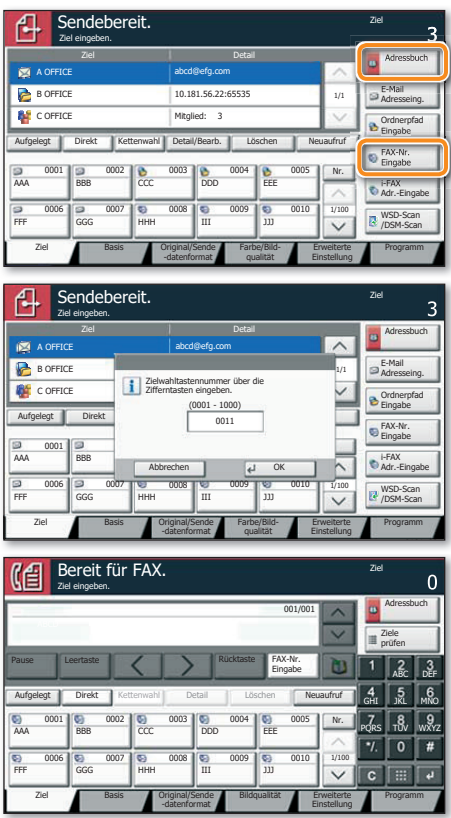 Sendebereit.
Ziel eingeben.
Ziel
3
Ziel Detail
A OFFICE abcd@efg.com
B OFFICE 10.181.56.22:65535
C OFFICE Mitglied: 3
1/1
Aufgelegt Direkt Kettenwahl Detail/Bearb. Löschen Neuaufruf
0001 0002 0003 0004 0005 Nr.
AAA BBB CCC DDD EEE
0006 0007 0008 0009 0010 1/100
FFF GGG HHH III JJJ
Adressbuch
E-Mail
Adresseing.
Ordnerpfad
Eingabe
FAX-Nr.
Eingabe
i-FAX
Adr.-Eingabe
WSD-Scan
/DSM-Scan
Ziel Basis Original/Sende Farbe/Bild- Erweiterte Programm
-datenformat qualität Einstellung
Sendebereit.
Ziel eingeben.
Ziel
3
Ziel Detail
A OFFICE abcd@efg.com
B OFFICE
C OFFICE
1/1
Zielwahltastennummer über die
Zifferntasten eingeben.
(0001 - 1000)
0011
Abbrechen OK
Aufgelegt Direkt
0001
AAA BBB
0006 0007 0008 0009 0010 1/100
FFF GGG HHH III JJJ
Adressbuch
E-Mail
Adresseing.
Ordnerpfad
Eingabe
FAX-Nr.
Eingabe
i-FAX
Adr.-Eingabe
WSD-Scan
/DSM-Scan
Ziel Basis Original/Sende Farbe/Bild- Erweiterte Programm
-datenformat qualität Einstellung
Bereit für FAX.
Ziel eingeben.
Ziel
0
001/001
Adressbuch
Ziele
prüfen
Pause Leertaste Rücktaste FAX-Nr.
Eingabe
Aufgelegt Direkt Kettenwahl Detail Löschen Neuaufruf
0001 0002 0003 0004 0005 Nr.
AAA BBB CCC DDD EEE
0006 0007 0008 0009 0010 1/100
FFF GGG HHH III JJJ
1 2 3
ABC DEF
4 5 6
GHI JKL MNO
7 8 9
PQRS TUV WXYZ
*/. 0 #
C
Ziel Basis Original/Sende Bildqualität Erweiterte Programm
-datenformat Einstellung